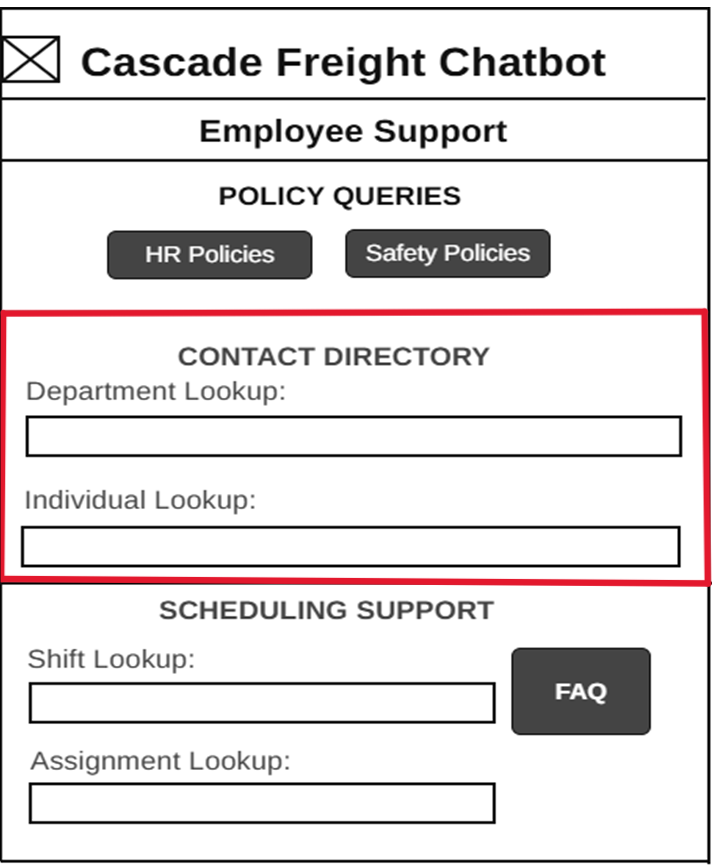 Cascade Freight Chatbot
Employee Support
POLICY QUERIES
HR Policies Safety Policies
CONTACT DIRECTORY
Department Lookup:
Individual Lookup:
SCHEDULING SUPPORT
Shift Lookup:
FAQ
Assignment Lookup: